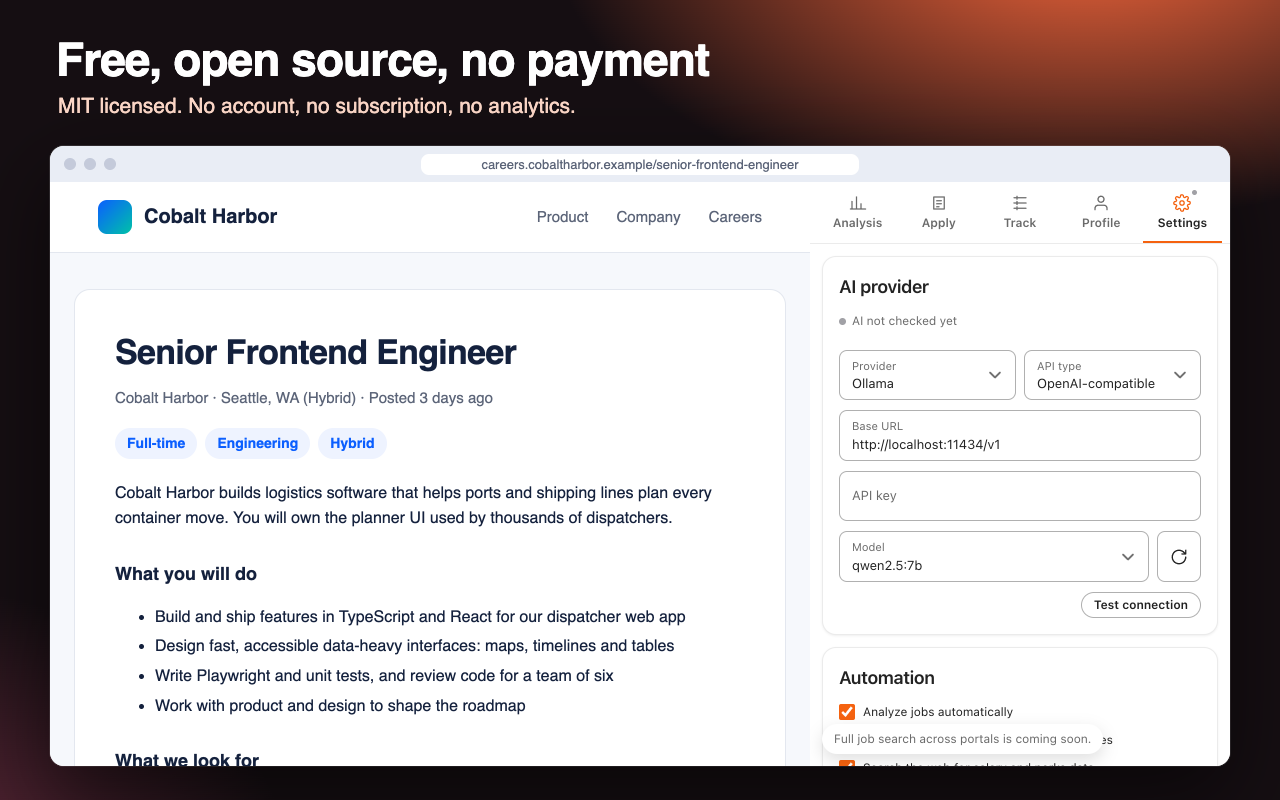 Free, open source, no payment
MIT licensed. No account, no subscription, no analytics.
careers.cobaltharbor.example/senior-frontend-engineer
Cobalt Harbor
Product
Company
Careers
Senior Frontend Engineer
Cobalt Harbor · Seattle, WA (Hybrid) · Posted 3 days ago
Full-time
Engineering
Hybrid
Cobalt Harbor builds logistics software that helps ports and shipping lines plan every
container move. You will own the planner UI used by thousands of dispatchers.
What you will do
• Build and ship features in TypeScript and React for our dispatcher web app
• Design fast, accessible data-heavy interfaces: maps, timelines and tables
• Write Playwright and unit tests, and review code for a team of six
• Work with product and design to shape the roadmap
What we look for
Analysis
Apply
Track
Profile
Settings
AI provider
AI not checked yet
Provider
Ollama
API type
OpenAI-compatible
Base URL
http://localhost:11434/v1
API key
Model
qwen2.5:7b
Test connection
Automation
Analyze jobs automatically
Full job search across portals is coming soon.